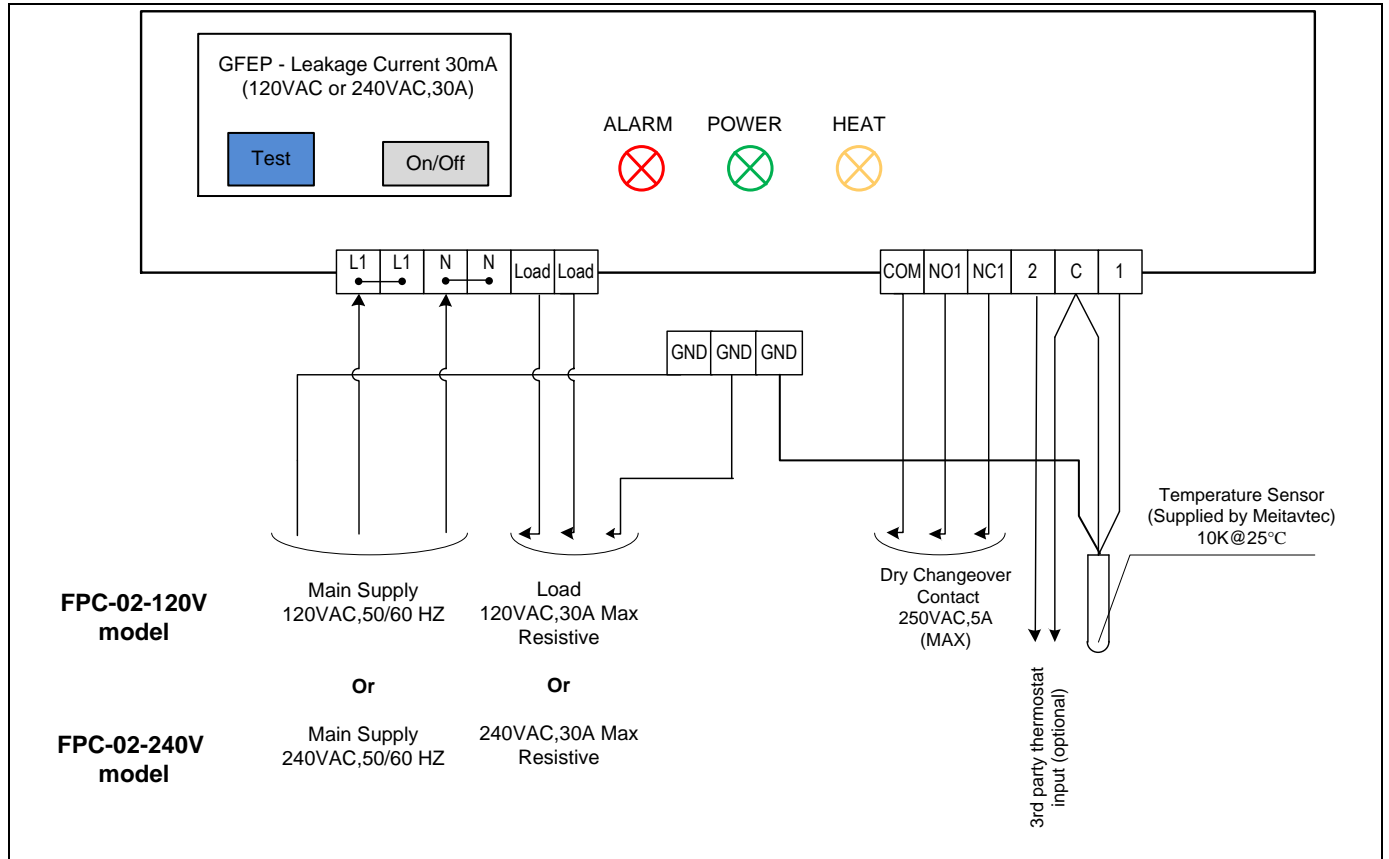 GFEP - Leakage Current 30mA
(120VAC or 240VAC,30A)
Test
On/Off
ALARM
POWER
HEAT
L1
L1
N
N
Load
Load
COM
NO1
NC1
2
C
1
GND
GND
GND
Temperature Sensor
(Supplied by Meitavtec)
10K@25°C
FPC-02-120V
model
Main Supply
120VAC,50/60 HZ
Load
120VAC,30A Max
Resistive
Dry Changeover
Contact
250VAC,5A
(MAX)
3rd party thermostat
input (optional)
Or
Or
FPC-02-240V
model
Main Supply
240VAC,50/60 HZ
240VAC,30A Max
Resistive